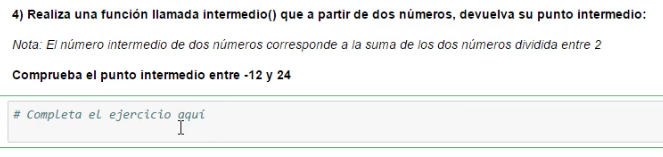 4) Realiza una función llamada intermedio() que a partir de dos números, devuelva su punto intermedio:
Nota: El número intermedio de dos números corresponde a la suma de los dos números dividida entre 2
Comprueba el punto intermedio entre -12 y 24
# Completa el ejercicio aquí